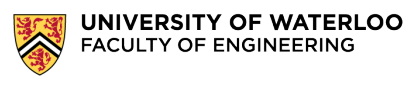 UNIVERSITY OF WATERLOO
FACULTY OF ENGINEERING